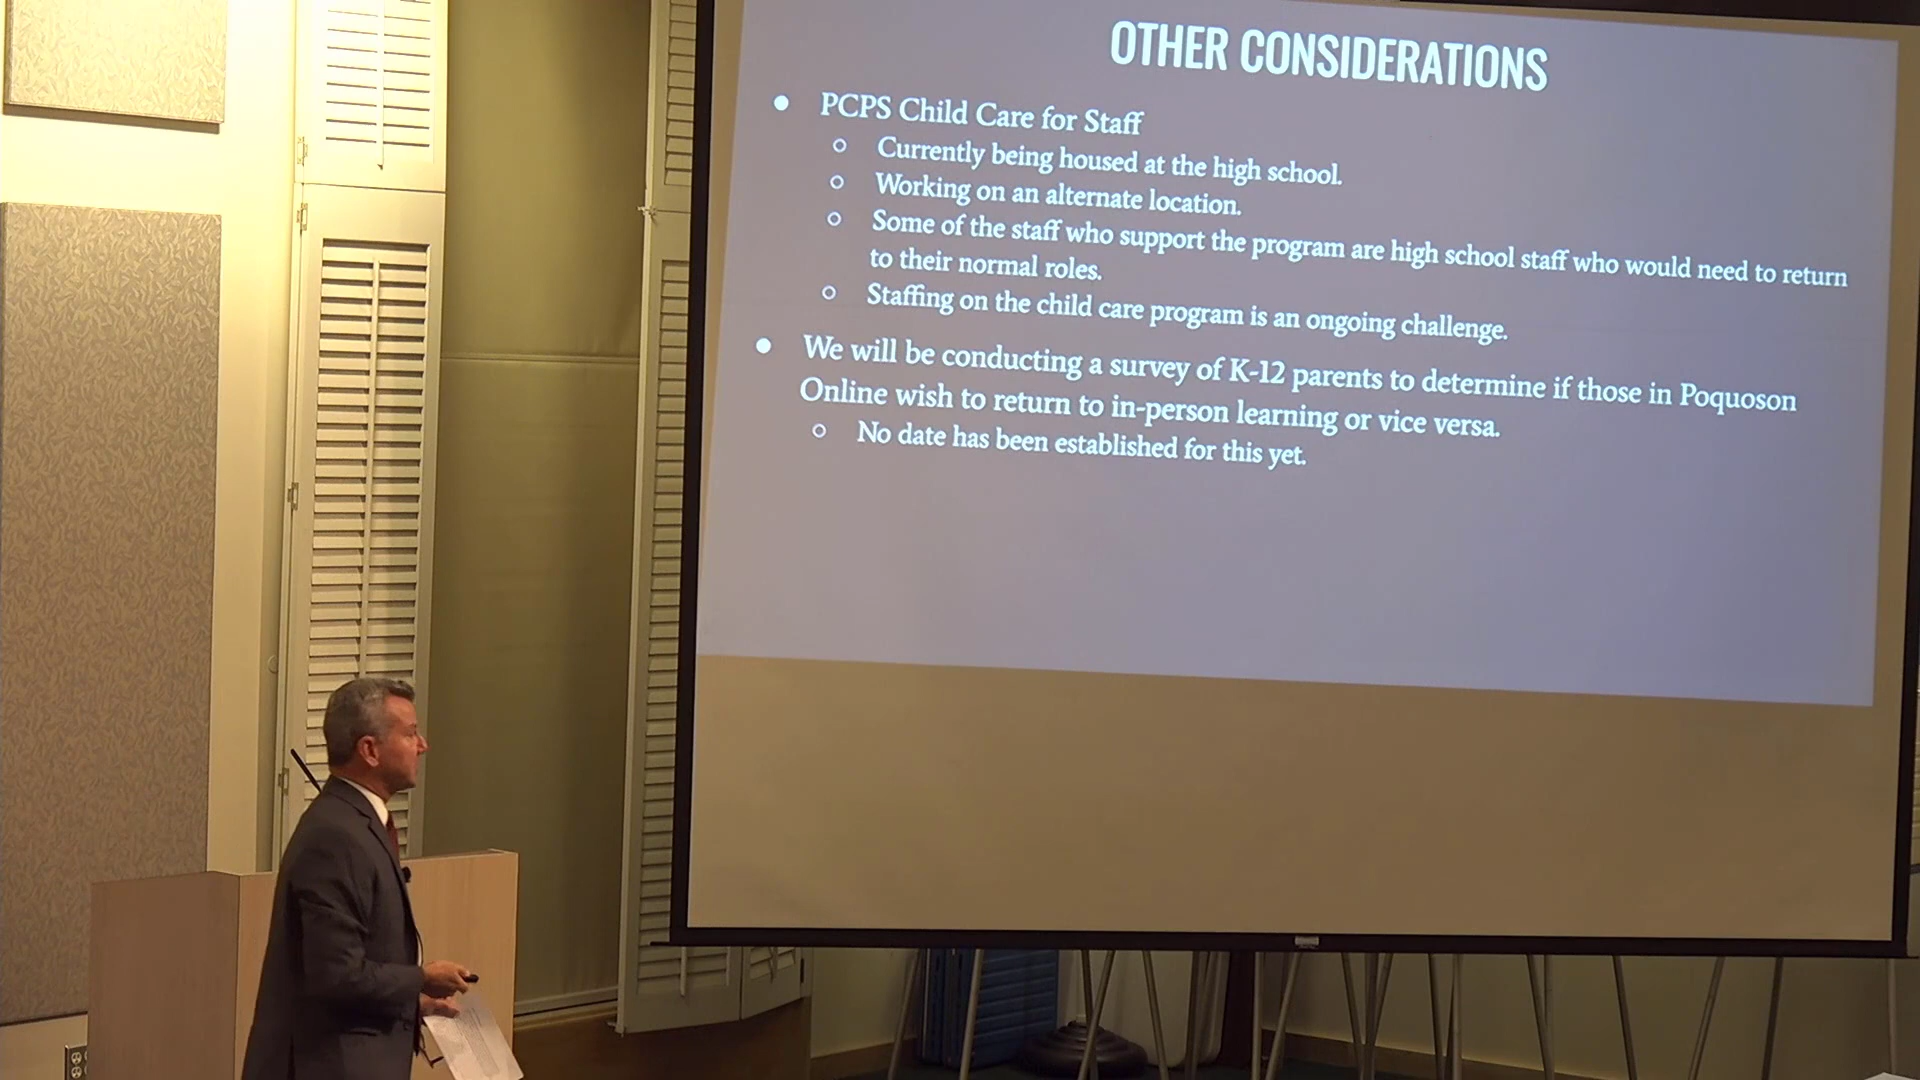 OTHER CONSIDERATIONS
● PCPS Child Care for Staff
○ Currently being housed at the high school.
○ Working on an alternate location.
○ Some of the staff who support the program are high school staff who would need to return
to their normal roles.
○ Staffing on the child care program is an ongoing challenge.
● We will be conducting a survey of K-12 parents to determine if those in Poquoson
Online wish to return to in-person learning or vice versa.
○ No date has been established for this yet.